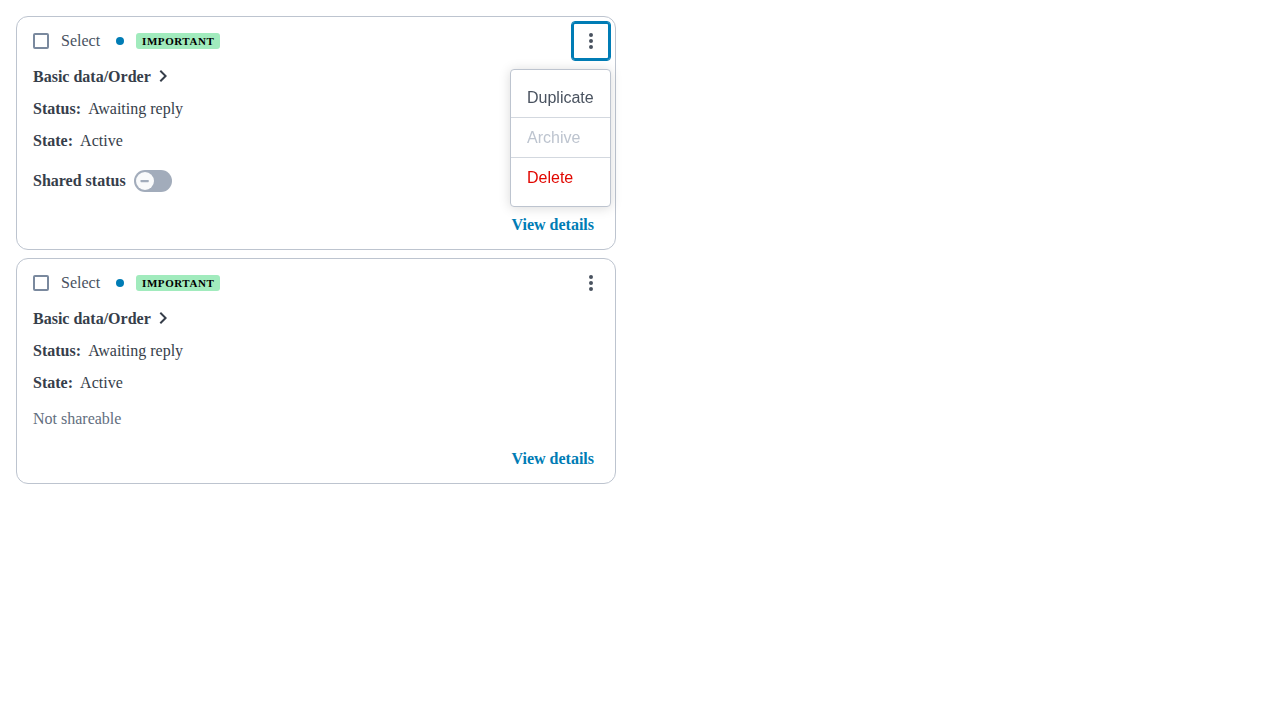 Select IMPORTANT
Basic data/Order
Status: Awaiting reply
State: Active
Shared status
Duplicate
Archive
Delete
View details
Select IMPORTANT
Basic data/Order
Status: Awaiting reply
State: Active
Not shareable
View details